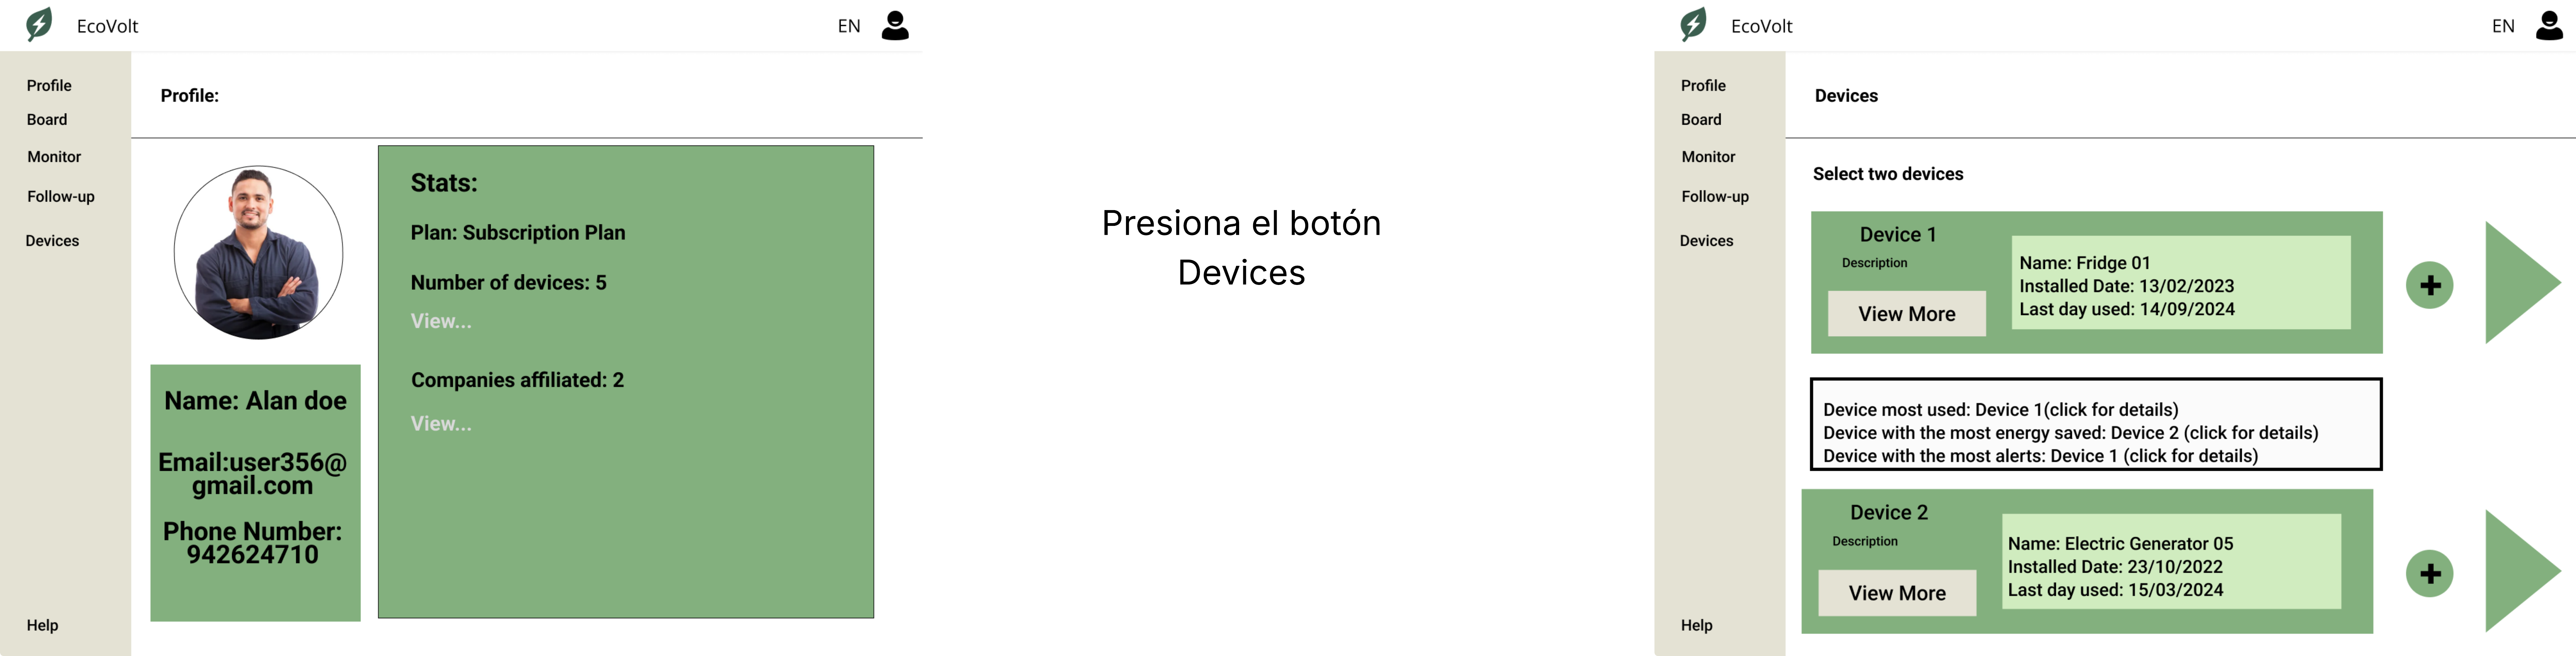 EcoVolt
EN
Profile
Board
Monitor
Follow-up
Devices
Help
Profile:
Name: Alan doe
Email:user356@
gmail.com
Phone Number:
942624710
Stats:
Plan: Subscription Plan
Number of devices: 5
View...
Companies affiliated: 2
View...
Presiona el botón
Devices
EcoVolt
EN
Profile
Board
Monitor
Follow-up
Devices
Help
Devices
Select two devices
Device 1
Description
View More
Name: Fridge 01
Installed Date: 13/02/2023
Last day used: 14/09/2024
Device most used: Device 1(click for details)
Device with the most energy saved: Device 2 (click for details)
Device with the most alerts: Device 1 (click for details)
Device 2
Description
View More
Name: Electric Generator 05
Installed Date: 23/10/2022
Last day used: 15/03/2024